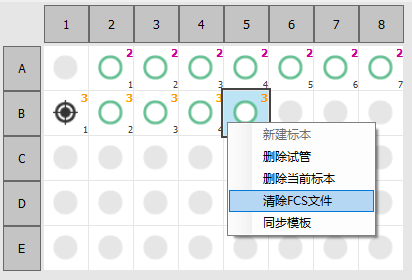 1 2 3 4 5 6 7 8
A 2 2 2 2 2 2 2
1 2 3 4 5 6 7
B 3 3 3 3 3
1 2 3 4
C
D
E
新建标本
删除试管
删除当前标本
清除FCS文件
同步模板